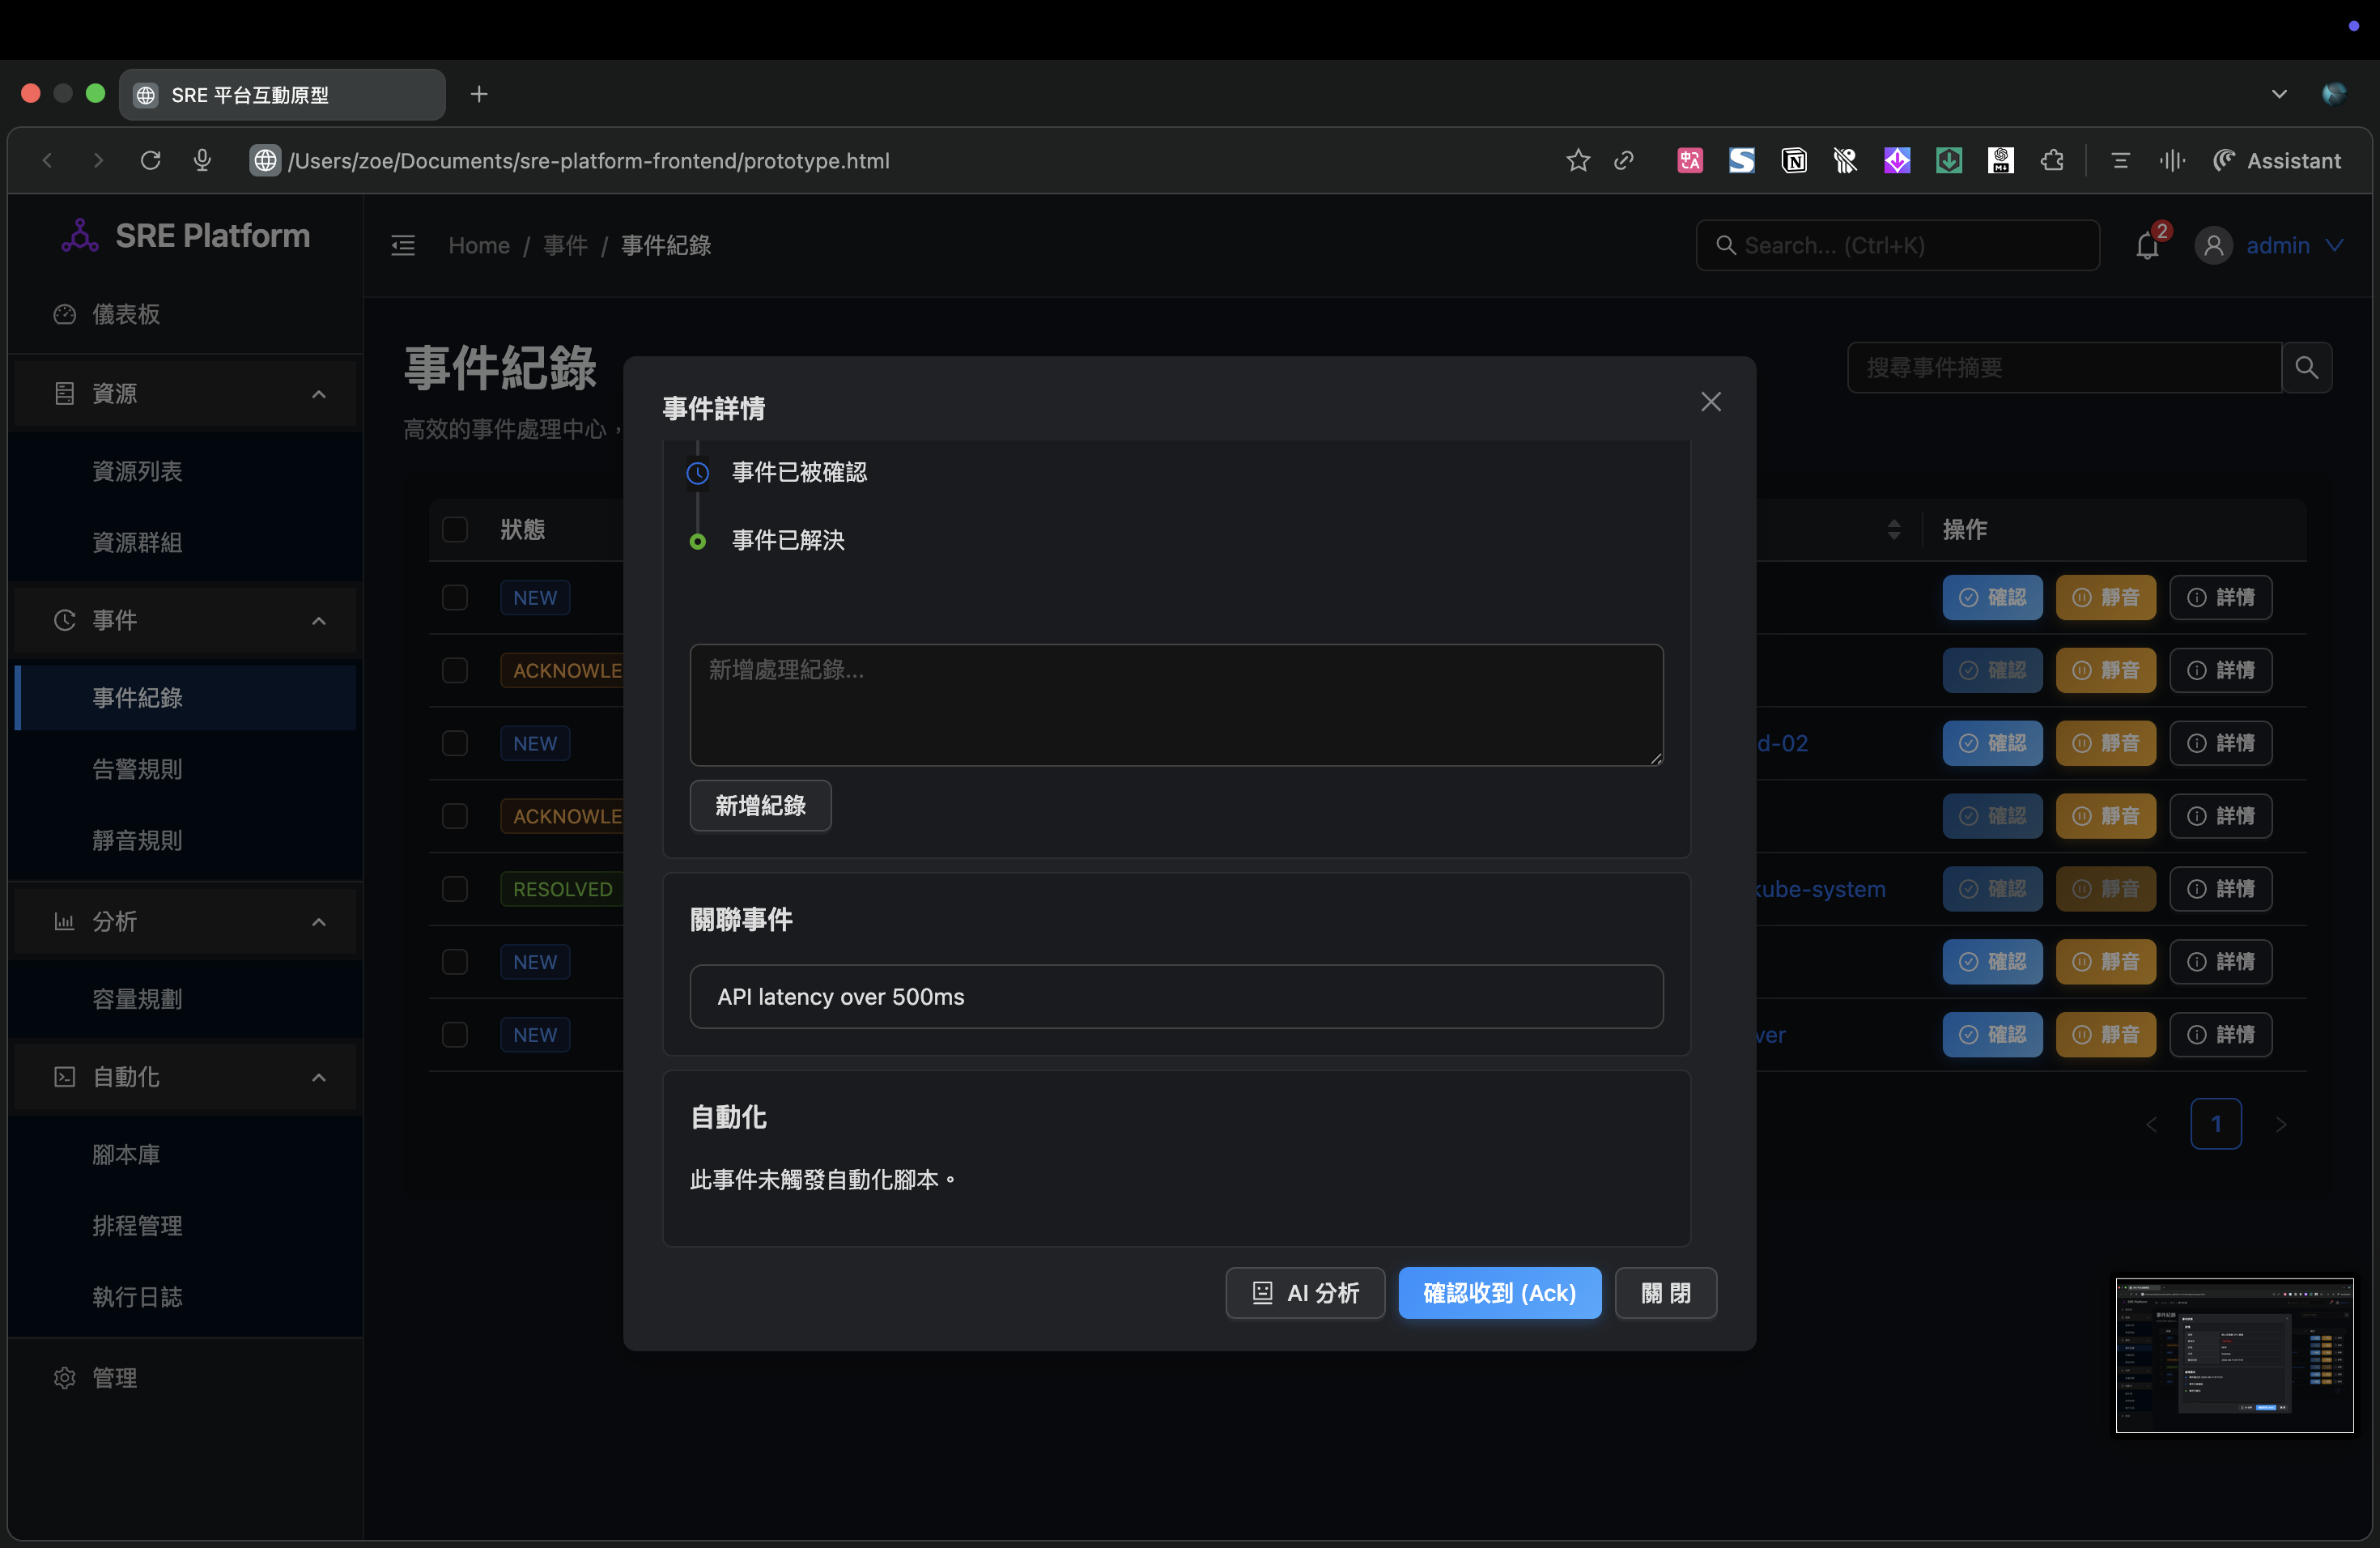 SRE 平台互動原型
/Users/zoe/Documents/sre-platform-frontend/prototype.html
Assistant
SRE Platform
Home / 事件 / 事件紀錄
Search... (Ctrl+K)
2
admin
儀表板
資源
資源列表
資源群組
事件
事件紀錄
告警規則
靜音規則
分析
容量規劃
自動化
腳本庫
排程管理
執行日誌
管理
事件紀錄
高效的事件處理中心，
搜尋事件摘要
狀態
操作
NEW
確認 靜音 詳情
ACKNOWLE
確認 靜音 詳情
NEW
d-02
確認 靜音 詳情
ACKNOWLE
確認 靜音 詳情
RESOLVED
kube-system
確認 靜音 詳情
NEW
確認 靜音 詳情
NEW
ver
確認 靜音 詳情
1
事件詳情
事件已被確認
事件已解決
新增處理紀錄...
新增紀錄
關聯事件
API latency over 500ms
自動化
此事件未觸發自動化腳本。
AI 分析
確認收到 (Ack)
關 閉